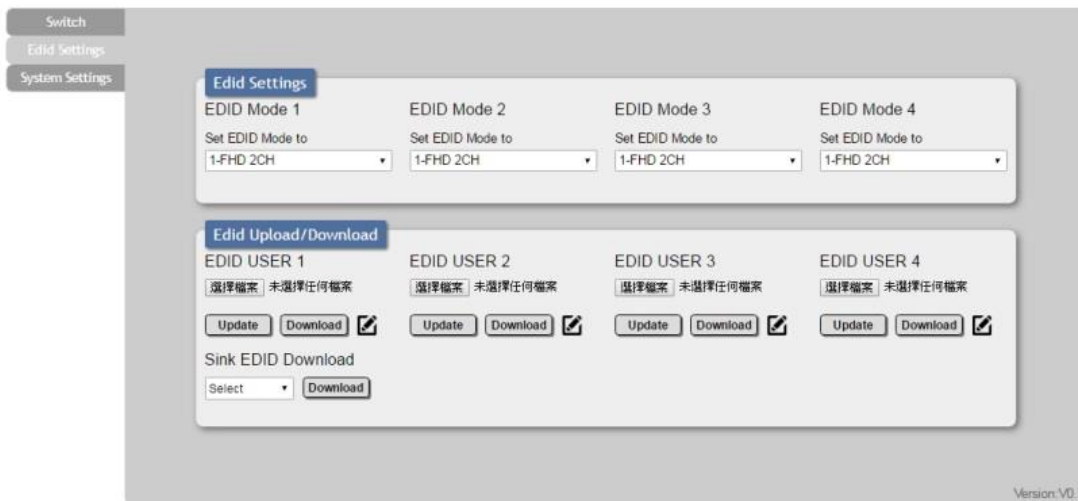 Switch
Edid Settings
System Settings
Edid Settings
EDID Mode 1 EDID Mode 2 EDID Mode 3 EDID Mode 4
Set EDID Mode to Set EDID Mode to Set EDID Mode to Set EDID Mode to
1-FHD 2CH 1-FHD 2CH 1-FHD 2CH 1-FHD 2CH
Edid Upload/Download
EDID USER 1 EDID USER 2 EDID USER 3 EDID USER 4
選擇檔案 未選擇任何檔案 選擇檔案 未選擇任何檔案 選擇檔案 未選擇任何檔案 選擇檔案 未選擇任何檔案
Update Download Update Download Update Download Update Download
Sink EDID Download
Select Download
Version:V0.